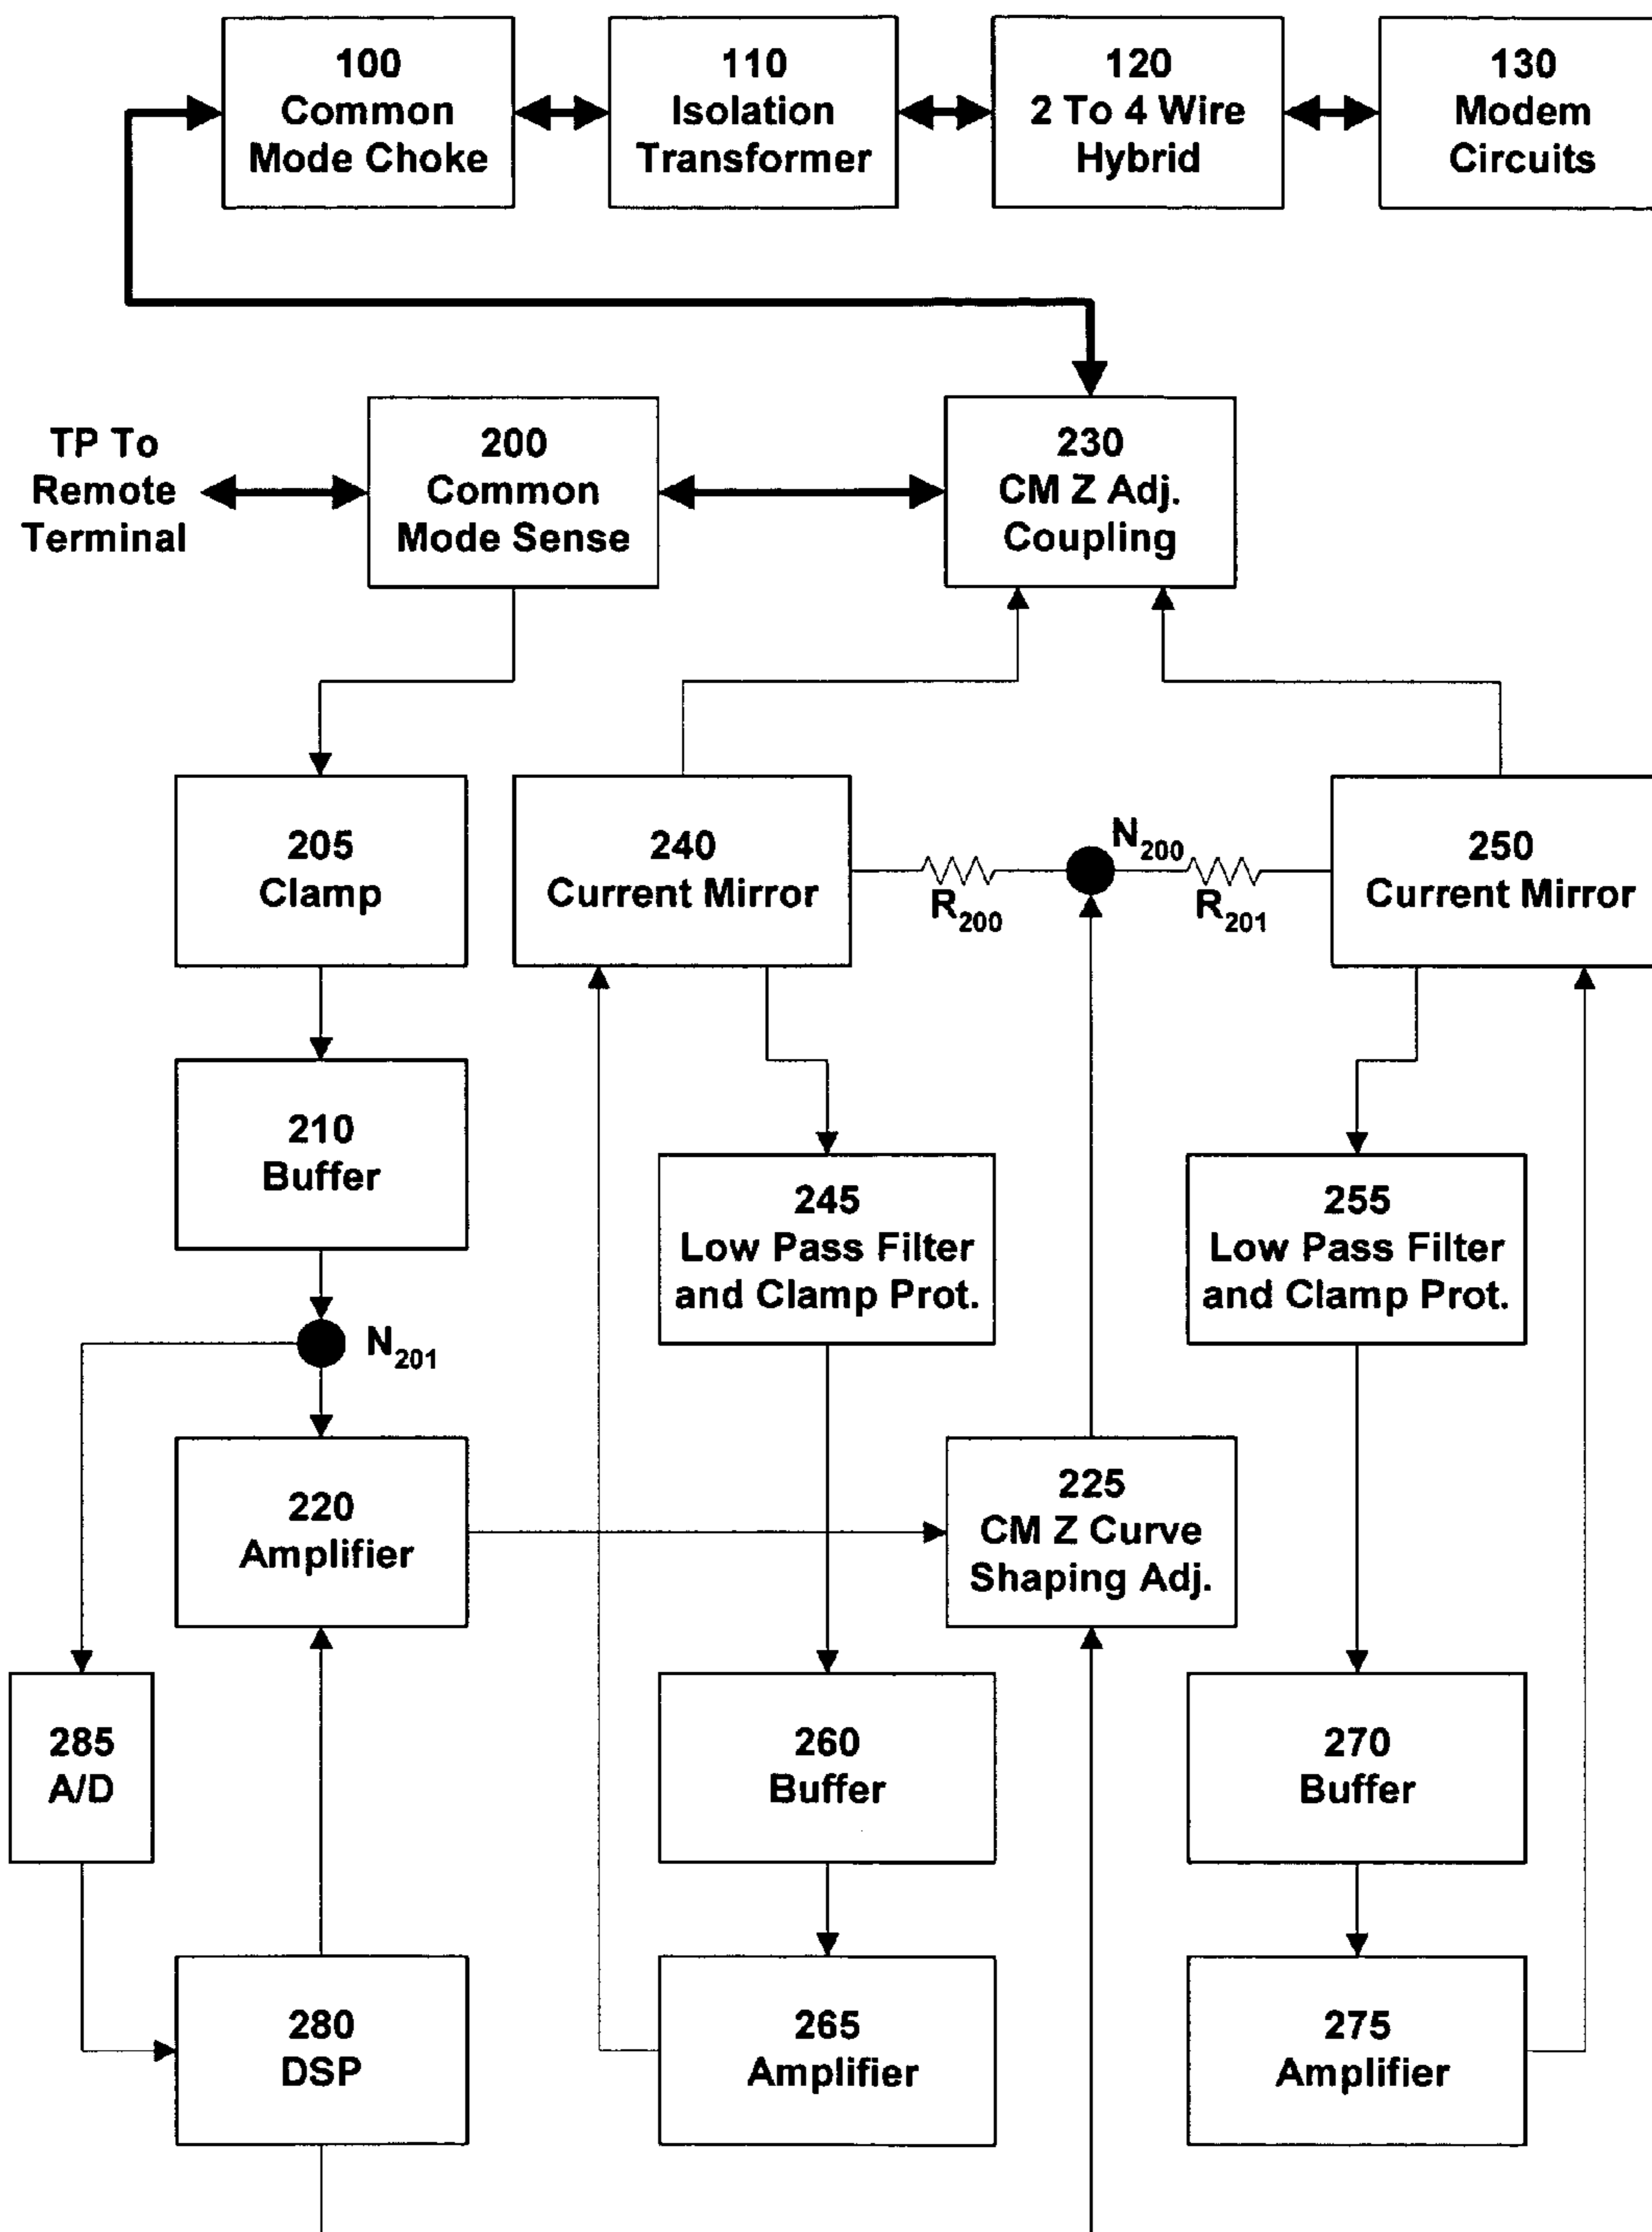 100
Common
Mode Choke
110
Isolation
Transformer
120
2 To 4 Wire
Hybrid
130
Modem
Circuits
TP To
Remote
Terminal
200
Common
Mode Sense
230
CM Z Adj.
Coupling
205
Clamp
240
Current Mirror
R200
N200
R201
250
Current Mirror
210
Buffer
245
Low Pass Filter
and Clamp Prot.
255
Low Pass Filter
and Clamp Prot.
N201
220
Amplifier
225
CM Z Curve
Shaping Adj.
285
A/D
260
Buffer
270
Buffer
280
DSP
265
Amplifier
275
Amplifier